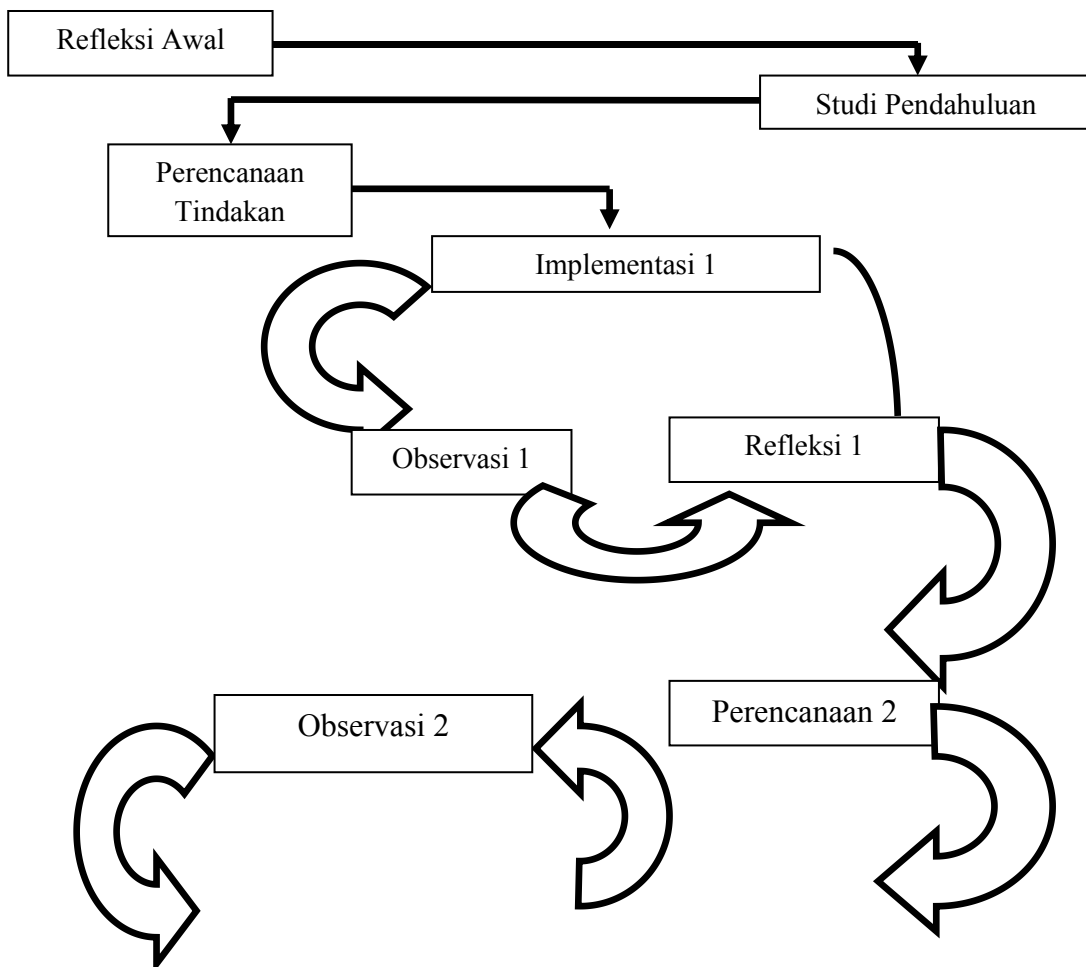 Refleksi Awal
Studi Pendahuluan
Perencanaan
Tindakan
Implementasi 1
Observasi 1
Refleksi 1
Perencanaan 2
Observasi 2